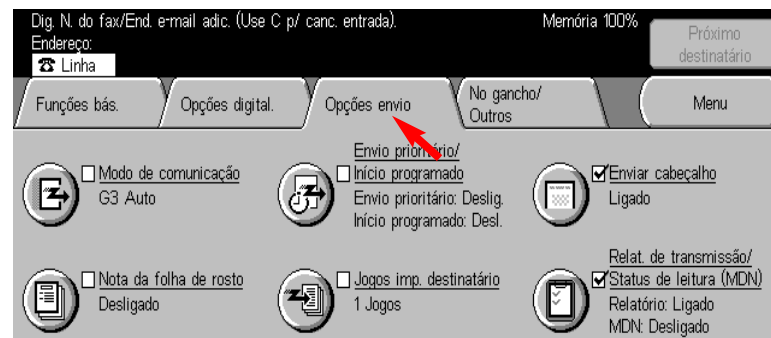 Dig. N. do fax/End. e-mail adic. (Use C p/ canc. entrada).
Memória 100%
Endereço:
Linha
Próximo
destinatário
Funções bás.
Opções digital.
Opções envio
No gancho/
Outros
Menu
Modo de comunicação
G3 Auto
Envio prioritário/
Início programado
Envio prioritário: Deslig.
Início programado: Desl.
Enviar cabeçalho
Ligado
Nota da folha de rosto
Desligado
Jogos imp. destinatário
1 Jogos
Relat. de transmissão/
Status de leitura (MDN)
Relatório: Ligado
MDN: Desligado